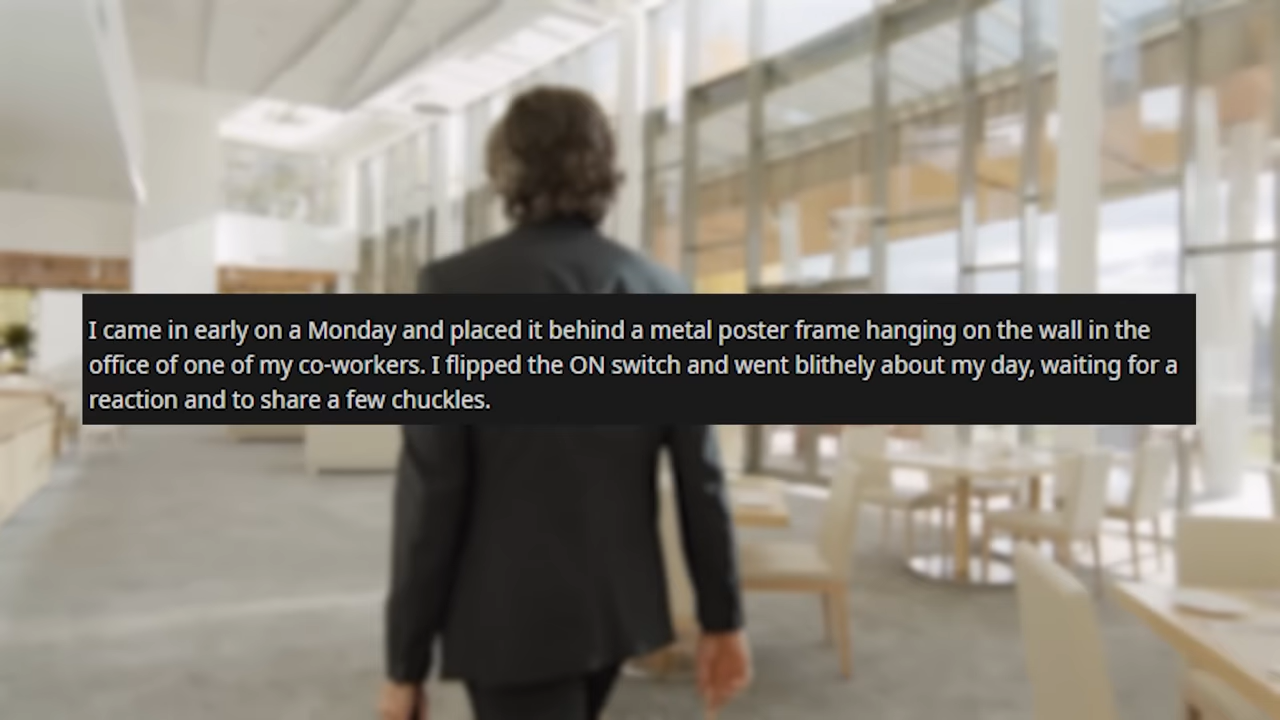 I came in early on a Monday and placed it behind a metal poster frame hanging on the wall in the
office of one of my co-workers. I flipped the ON switch and went blithely about my day, waiting for a
reaction and to share a few chuckles.